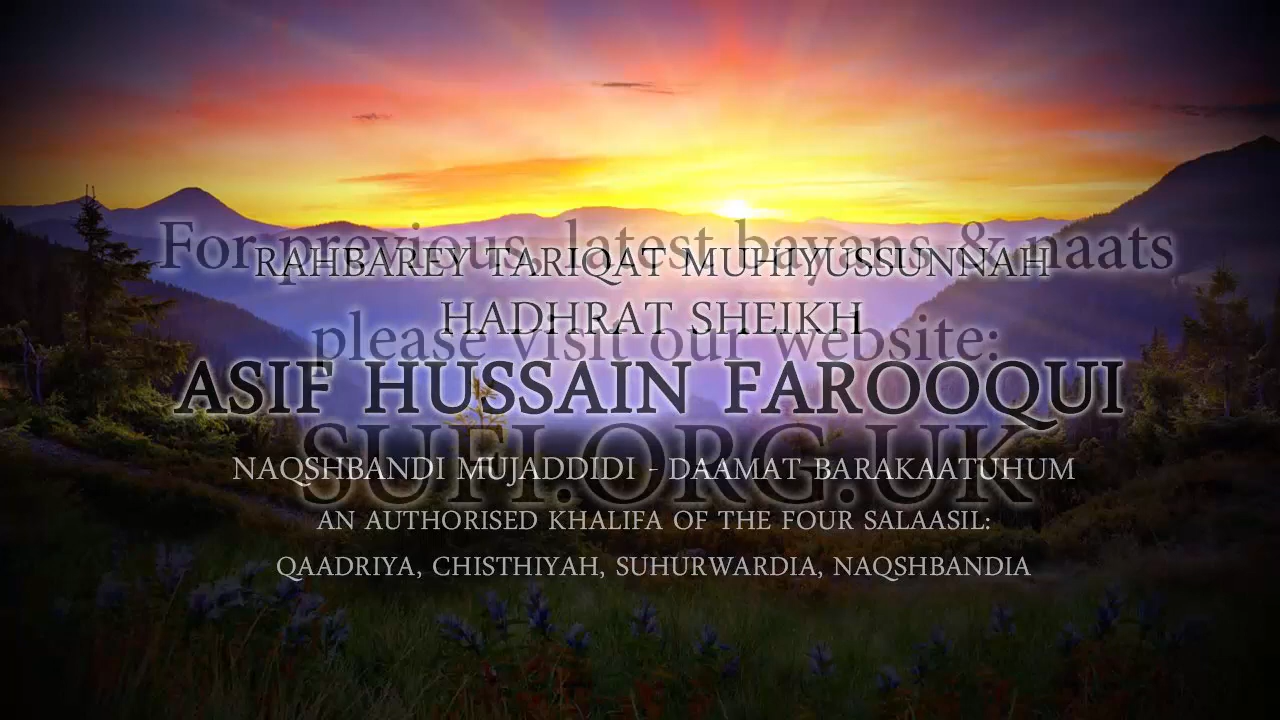 For previous, latest bayans & naats
RAHBAREY TARIQAT MUHIYUSSUNNAH
HADHRAT SHEIKH
please visit our website:
ASIF HUSSAIN FAROOQUI
SUFI.ORG.UK
NAQSHBANDI MUJADDIDI - DAAMAT BARAKAATUHUM
AN AUTHORISED KHALIFA OF THE FOUR SALAASIL:
QAADRIYA, CHISTHIYAH, SUHURWARDIA, NAQSHBANDIA